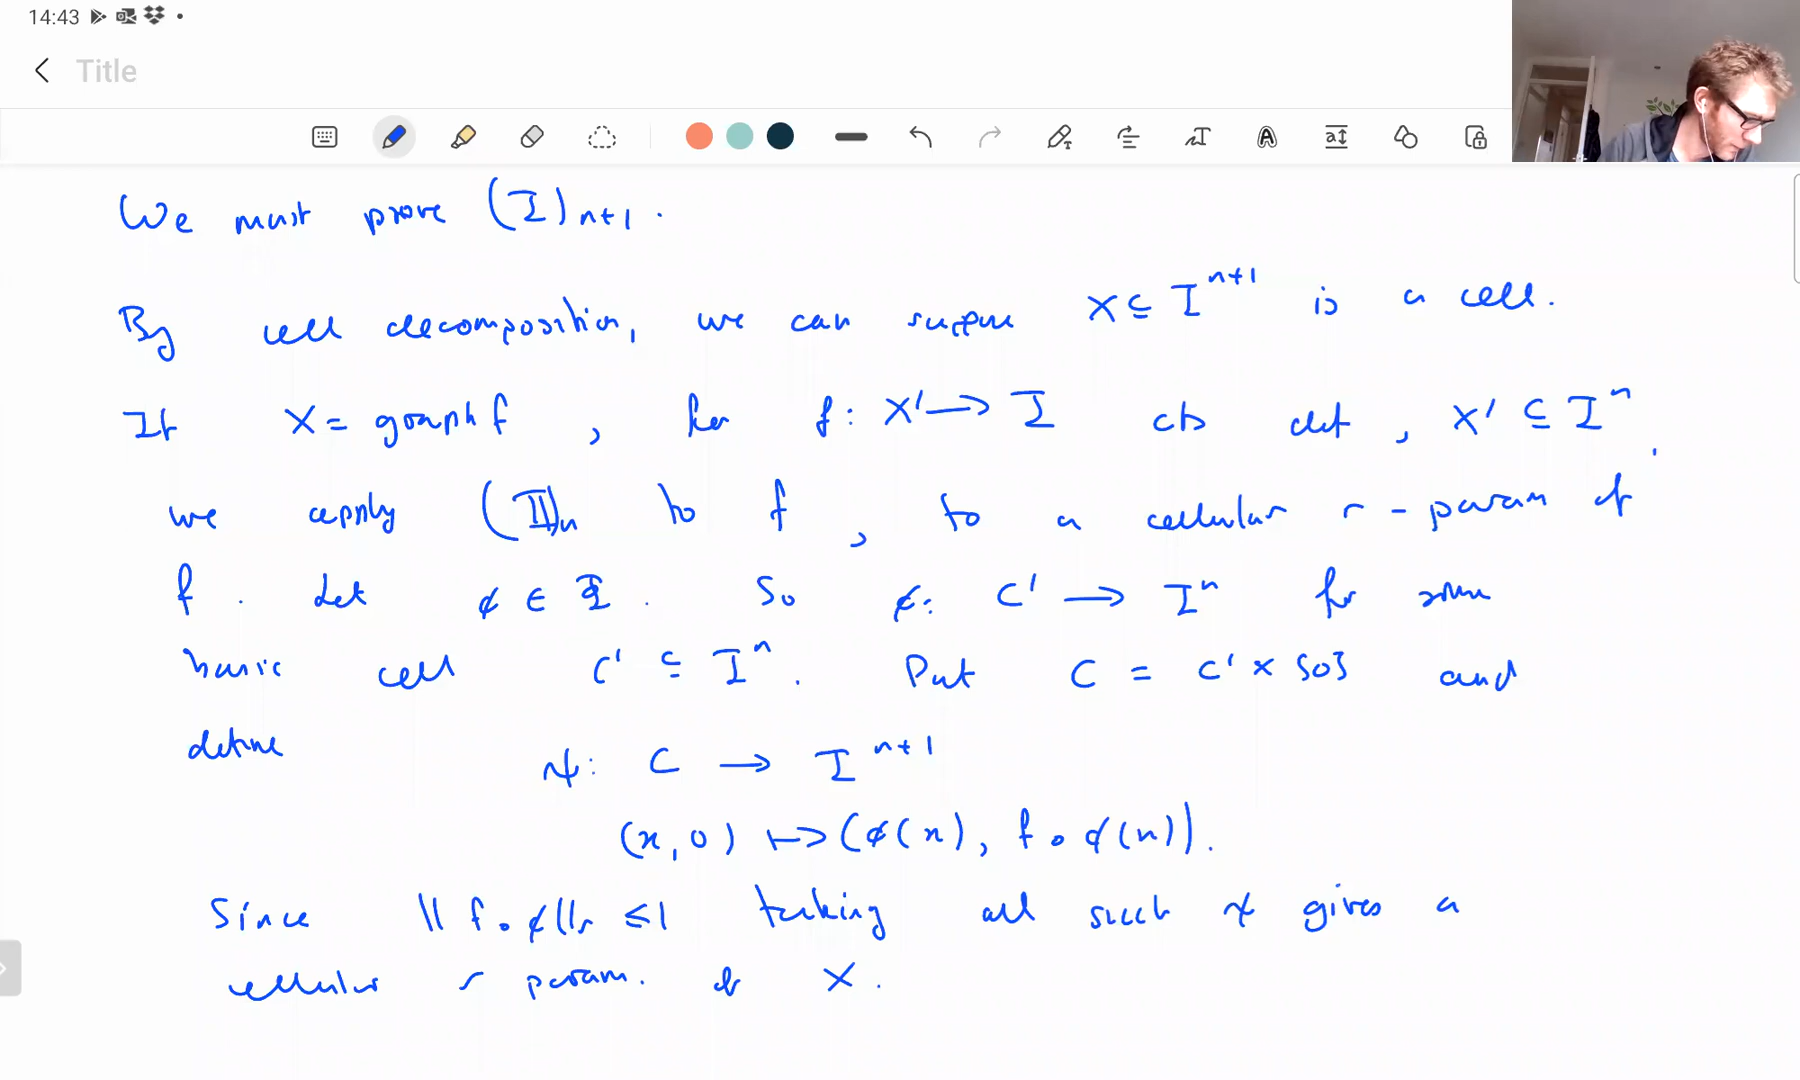 14:43
Title
We must prove (I)n+1.
By cell decomposition, we can suppose X ⊆ I^n+1 is a cell.
If X = graph f, for f: X' → I cts def, X' ⊆ I^n,
we apply (II)n to f, to a cellular r-param of
f. Let φ ∈ Φ. So φ: C' → I^n for some
basic cell C' ⊆ I^n. Put C = C' × {0} and
define
ψ: C → I^n+1
(x, 0) ↦ (φ(x), f∘φ(x)).
Since ||f∘φ||r ≤ 1 taking all such ψ gives a
cellular r param. of X.